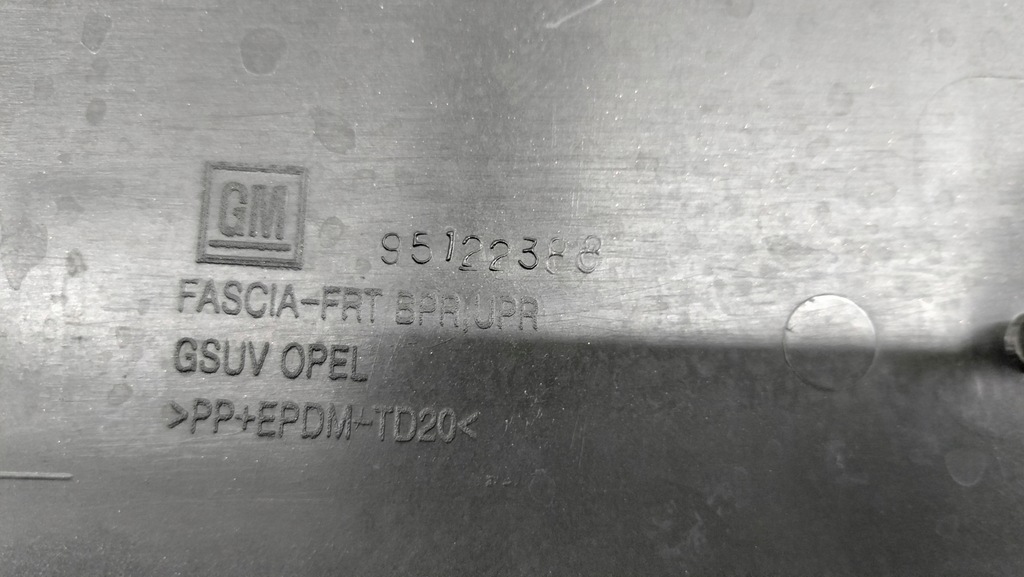 GM
95122388
FASCIA-FRT BPR;UPR
GSUV OPEL
>PP+EPDM-TD20<